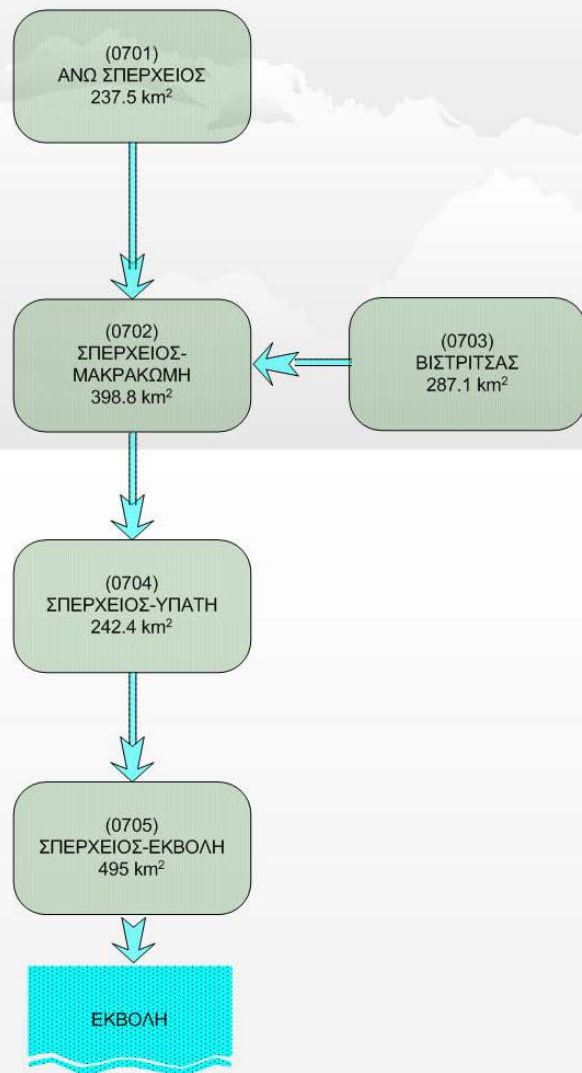 (0701)
ΑΝΩ ΣΠΕΡΧΕΙΟΣ
237.5 km²
(0702)
ΣΠΕΡΧΕΙΟΣ-
ΜΑΚΡΑΚΩΜΗ
398.8 km²
(0703)
ΒΙΣΤΡΙΤΣΑΣ
287.1 km²
(0704)
ΣΠΕΡΧΕΙΟΣ-ΥΠΑΤΗ
242.4 km²
(0705)
ΣΠΕΡΧΕΙΟΣ-ΕΚΒΟΛΗ
495 km²
ΕΚΒΟΛΗ